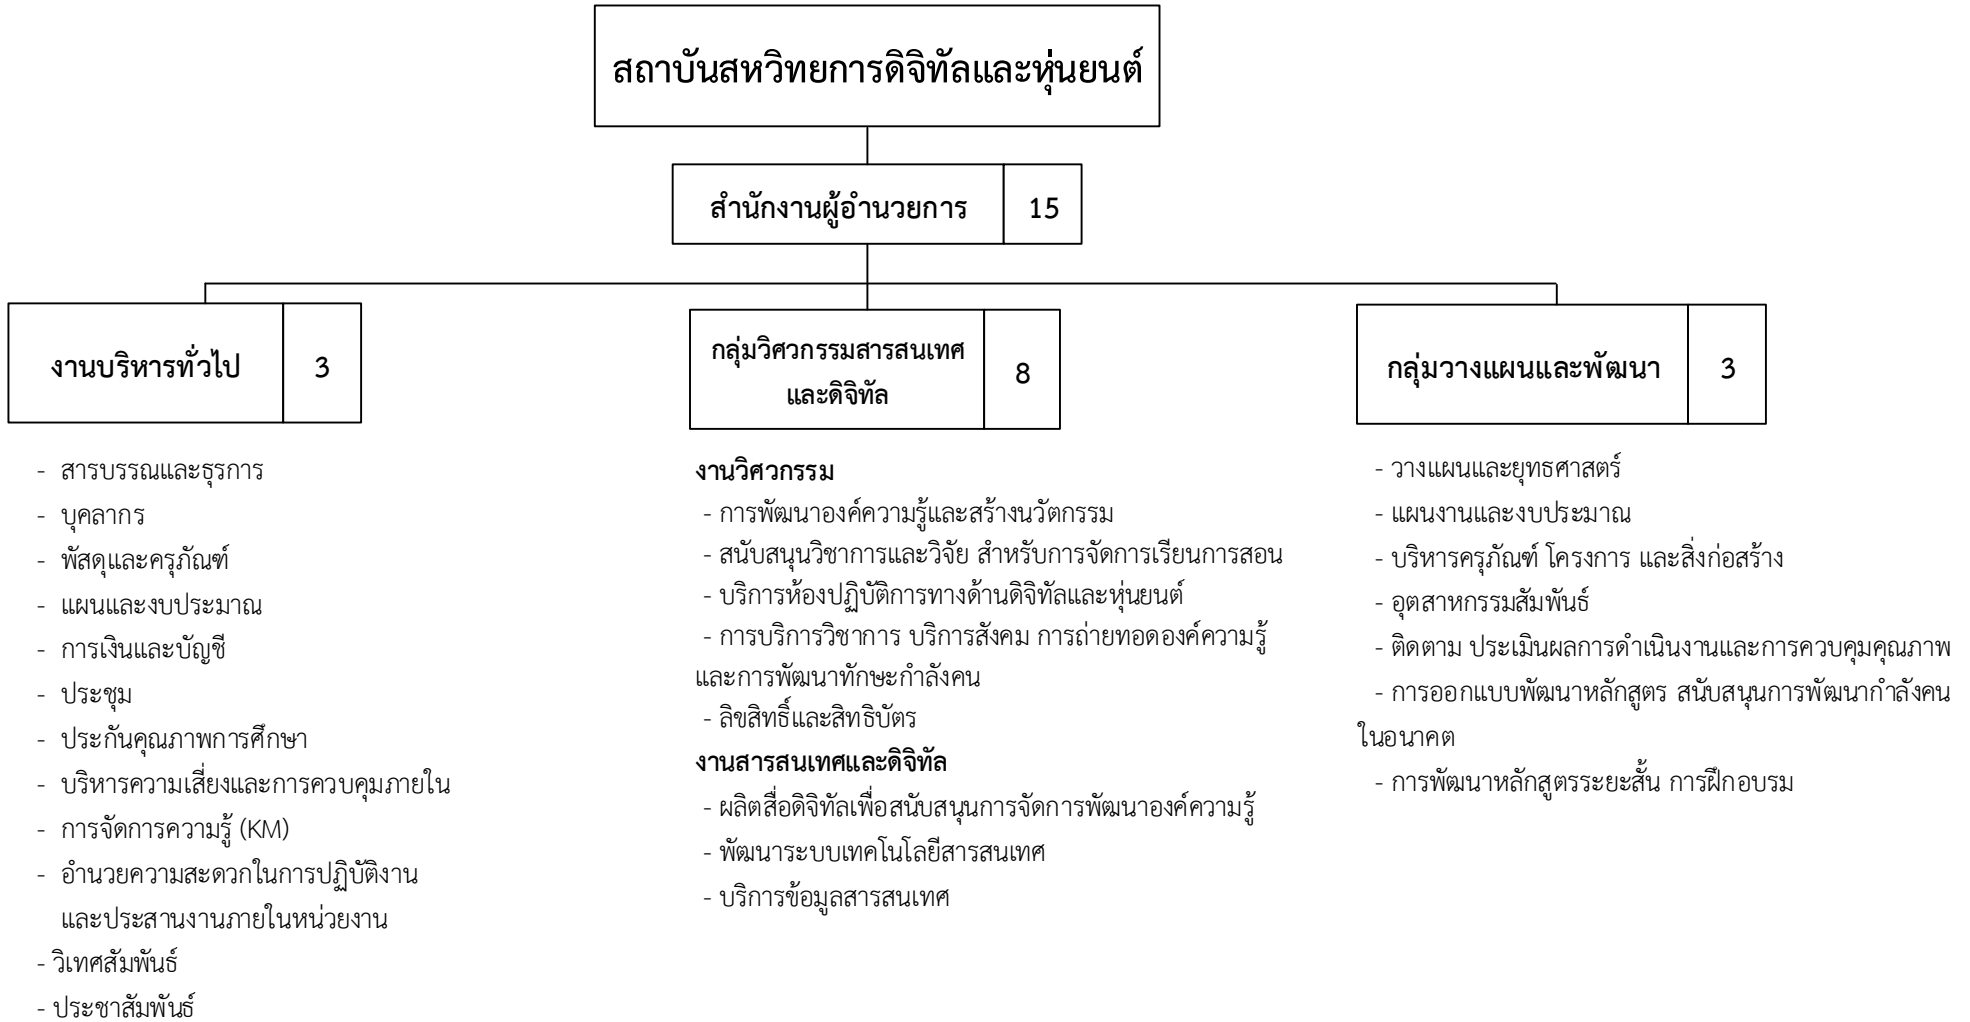 สถาบันสหวิทยการดิจิทัลและหุ่นยนต์
สำนักงานผู้อำนวยการ 15
งานบริหารทั่วไป 3
- สารบรรณและธุรการ
- บุคลากร
- พัสดุและครุภัณฑ์
- แผนและงบประมาณ
- การเงินและบัญชี
- ประชุม
- ประกันคุณภาพการศึกษา
- บริหารความเสี่ยงและการควบคุมภายใน
- การจัดการความรู้ (KM)
- อำนวยความสะดวกในการปฏิบัติงาน
และประสานงานภายในหน่วยงาน
- วิเทศสัมพันธ์
- ประชาสัมพันธ์
กลุ่มวิศวกรรมสารสนเทศ
และดิจิทัล
8
งานวิศวกรรม
- การพัฒนาองค์ความรู้และสร้างนวัตกรรม
- สนับสนุนวิชาการและวิจัย สำหรับการจัดการเรียนการสอน
- บริการห้องปฏิบัติการทางด้านดิจิทัลและหุ่นยนต์
- การบริการวิชาการ บริการสังคม การถ่ายทอดองค์ความรู้
และการพัฒนาทักษะกำลังคน
- ลิขสิทธิ์และสิทธิบัตร
งานสารสนเทศและดิจิทัล
- ผลิตสื่อดิจิทัลเพื่อสนับสนุนการจัดการพัฒนาองค์ความรู้
- พัฒนาระบบเทคโนโลยีสารสนเทศ
- บริการข้อมูลสารสนเทศ
กลุ่มวางแผนและพัฒนา 3
- วางแผนและยุทธศาสตร์
- แผนงานและงบประมาณ
- บริหารครุภัณฑ์ โครงการ และสิ่งก่อสร้าง
- อุตสาหกรรมสัมพันธ์
- ติดตาม ประเมินผลการดำเนินงานและการควบคุมคุณภาพ
- การออกแบบพัฒนาหลักสูตร สนับสนุนการพัฒนากำลังคน
ในอนาคต
- การพัฒนาหลักสูตรระยะสั้น การฝึกอบรม